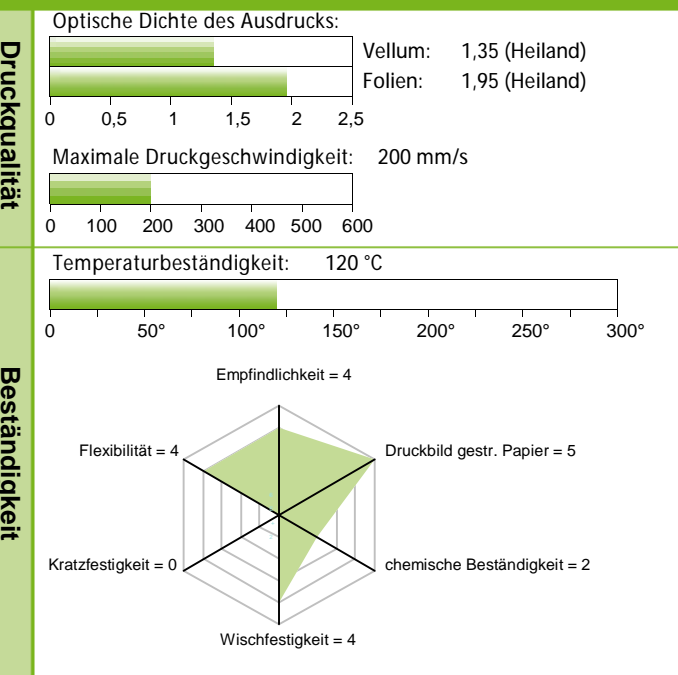 Druckqualität
Optische Dichte des Ausdrucks:
Vellum: 1,35 (Heiland)
Folien: 1,95 (Heiland)
0 0,5 1 1,5 2 2,5
Maximale Druckgeschwindigkeit: 200 mm/s
0 100 200 300 400 500 600
Beständigkeit
Temperaturbeständigkeit: 120 °C
0 50° 100° 150° 200° 250° 300°
Empfindlichkeit = 4
Flexibilität = 4
Druckbild gestr. Papier = 5
Kratzfestigkeit = 0
chemische Beständigkeit = 2
Wischfestigkeit = 4